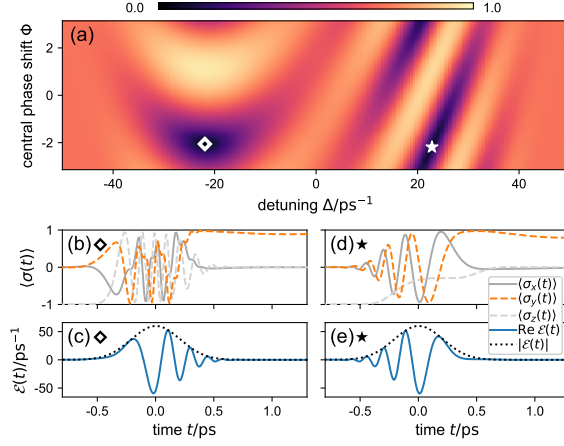 0.0 1.0
(a)
central phase shift Φ
2
0
-2
-40 -20 0 20 40
detuning Δ/ps⁻¹
(b) (d)
⟨σ(t)⟩
1
0
-1
⟨σx(t)⟩
⟨σy(t)⟩
⟨σz(t)⟩
Re ℰ(t)
|ℰ(t)|
(c) (e)
ℰ(t)/ps⁻¹
50
0
-50
-0.5 0.0 0.5 1.0 -0.5 0.0 0.5 1.0
time t/ps time t/ps